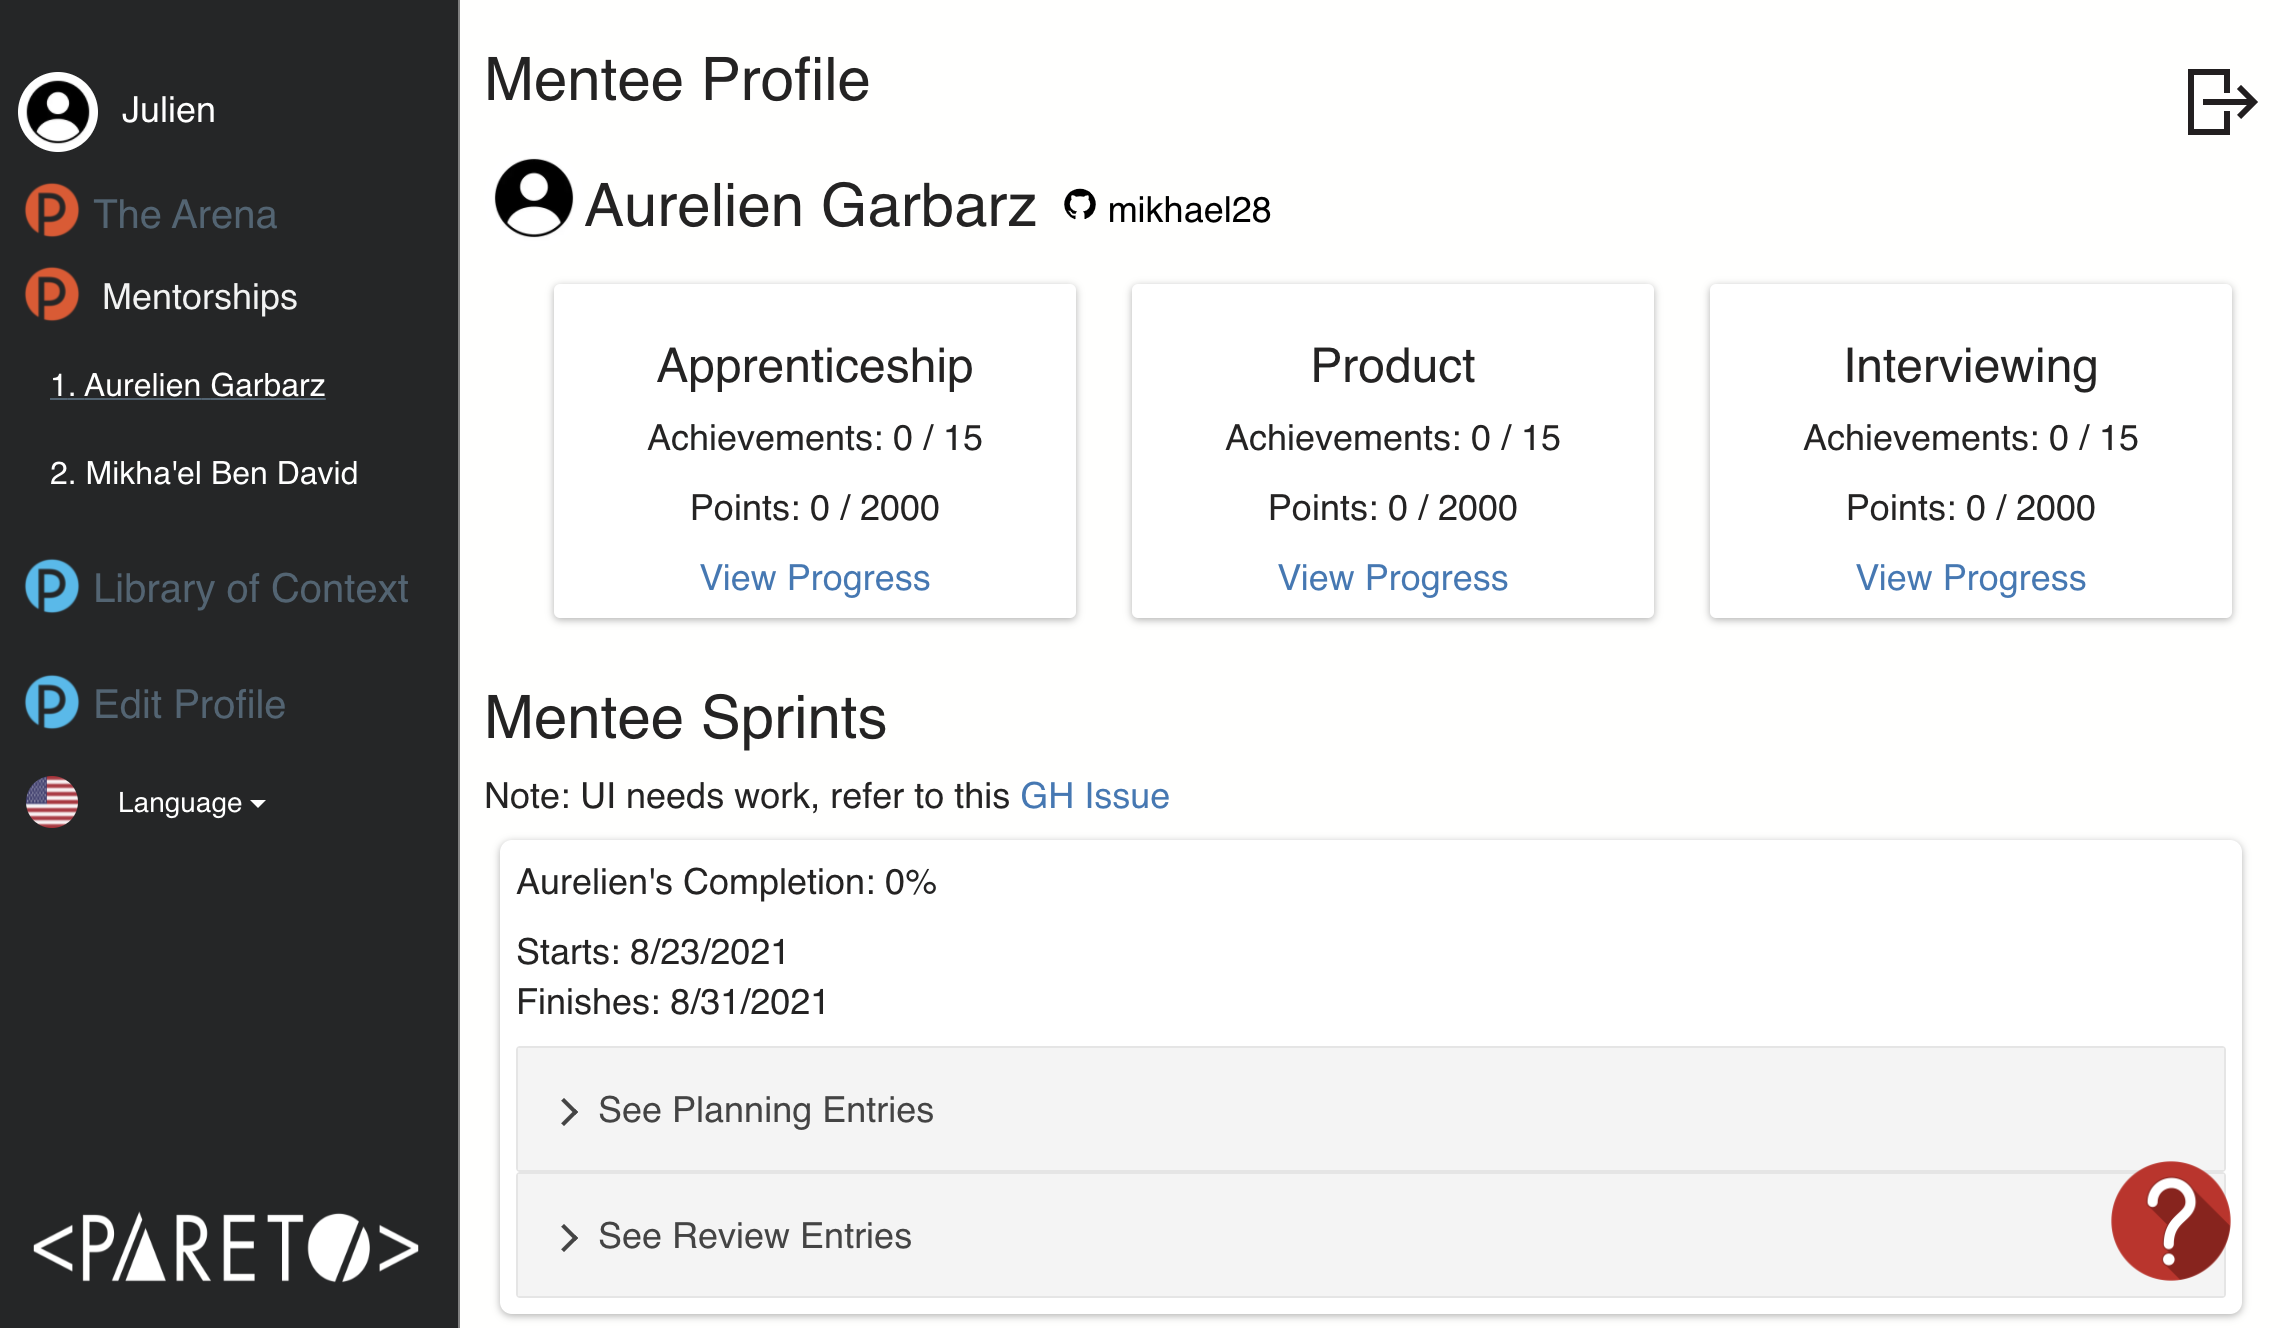 Julien
The Arena
Mentorships
1. Aurelien Garbarz
2. Mikha'el Ben David
Library of Context
Edit Profile
Language
<PARETO>
Mentee Profile
Aurelien Garbarz mikhael28
Apprenticeship
Achievements: 0 / 15
Points: 0 / 2000
View Progress
Product
Achievements: 0 / 15
Points: 0 / 2000
View Progress
Interviewing
Achievements: 0 / 15
Points: 0 / 2000
View Progress
Mentee Sprints
Note: UI needs work, refer to this GH Issue
Aurelien's Completion: 0%
Starts: 8/23/2021
Finishes: 8/31/2021
See Planning Entries
See Review Entries
?